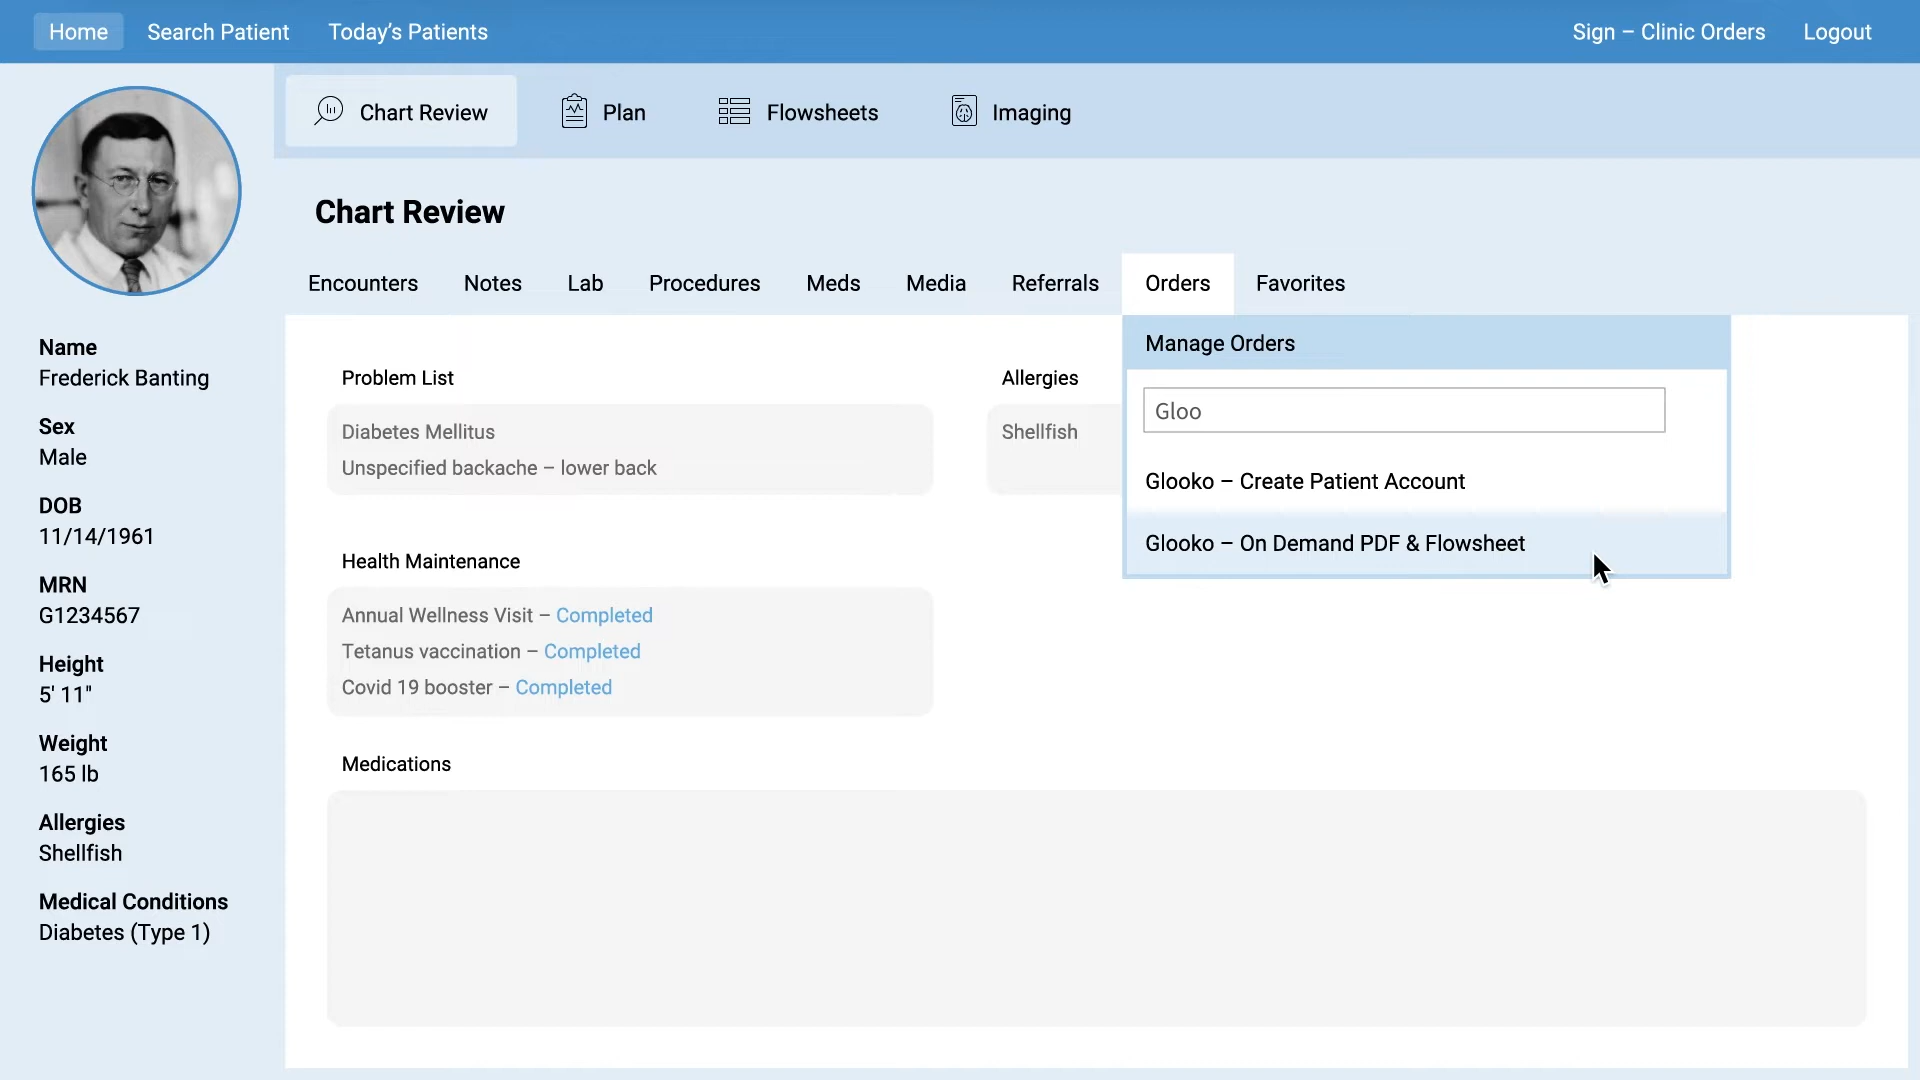 Home
Search Patient
Today’s Patients
Sign – Clinic Orders
Logout
Chart Review
Plan
Flowsheets
Imaging
Name
Frederick Banting
Sex
Male
DOB
11/14/1961
MRN
G1234567
Height
5' 11"
Weight
165 lb
Allergies
Shellfish
Medical Conditions
Diabetes (Type 1)
Chart Review
Encounters
Notes
Lab
Procedures
Meds
Media
Referrals
Orders
Favorites
Manage Orders
Gloo
Glooko – Create Patient Account
Glooko – On Demand PDF & Flowsheet
Problem List
Diabetes Mellitus
Unspecified backache – lower back
Allergies
Shellfish
Health Maintenance
Annual Wellness Visit – Completed
Tetanus vaccination – Completed
Covid 19 booster – Completed
Medications